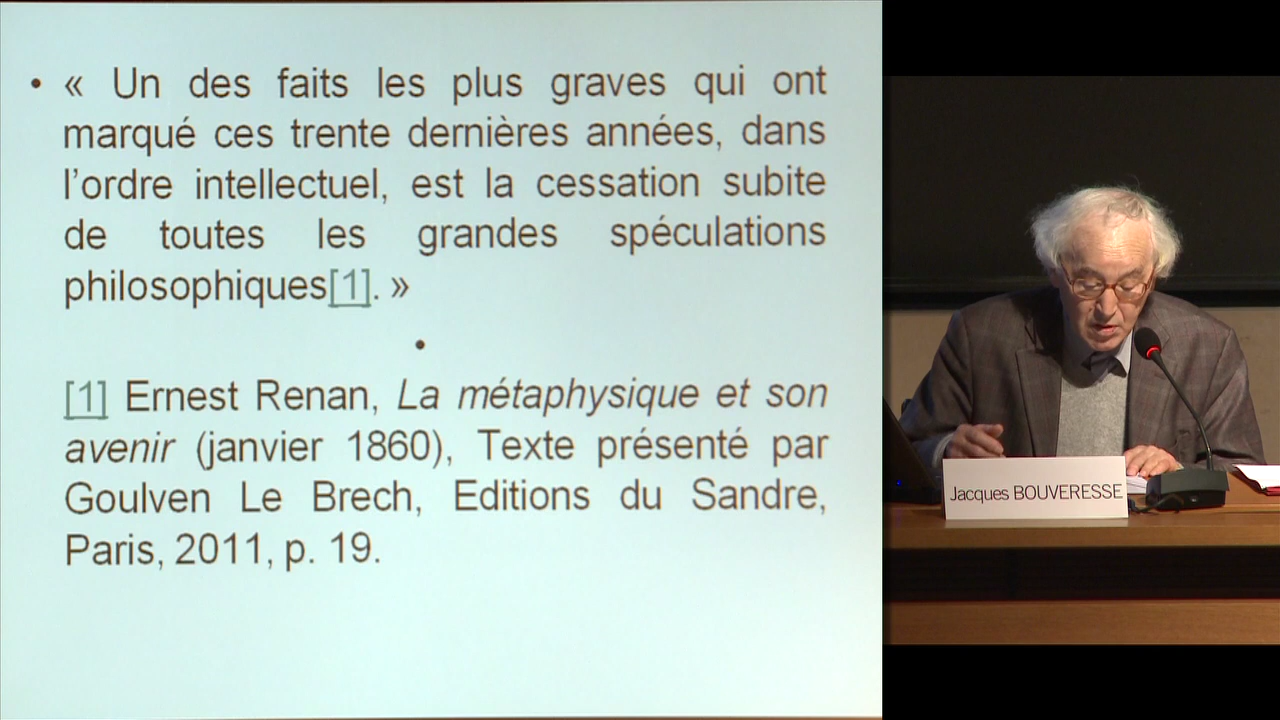 • « Un des faits les plus graves qui ont
marqué ces trente dernières années, dans
l’ordre intellectuel, est la cessation subite
de toutes les grandes spéculations
philosophiques[1]. »
•
[1] Ernest Renan, La métaphysique et son
avenir (janvier 1860), Texte présenté par
Goulven Le Brech, Editions du Sandre,
Paris, 2011, p. 19.
Jacques BOUVERESSE